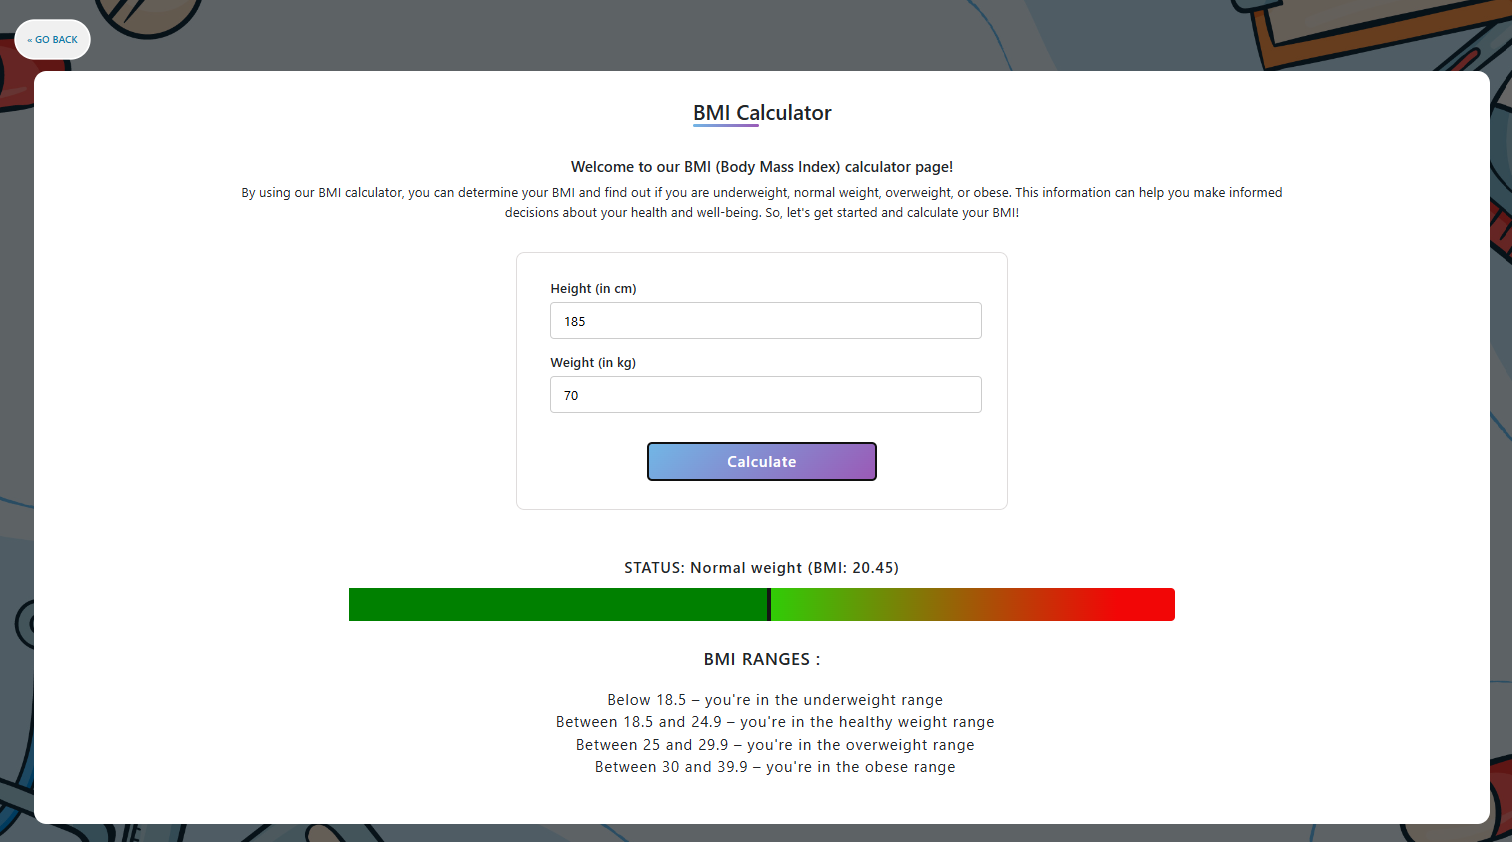 « GO BACK
BMI Calculator
Welcome to our BMI (Body Mass Index) calculator page!
By using our BMI calculator, you can determine your BMI and find out if you are underweight, normal weight, overweight, or obese. This information can help you make informed
decisions about your health and well-being. So, let's get started and calculate your BMI!
Height (in cm)
185
Weight (in kg)
70
Calculate
STATUS: Normal weight (BMI: 20.45)
BMI RANGES :
Below 18.5 – you're in the underweight range
Between 18.5 and 24.9 – you're in the healthy weight range
Between 25 and 29.9 – you're in the overweight range
Between 30 and 39.9 – you're in the obese range